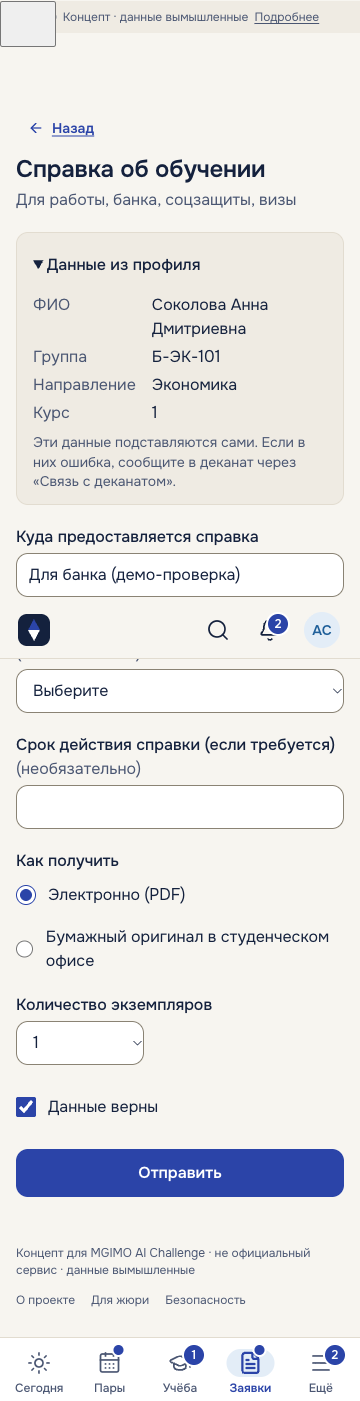 Концепт · данные вымышленные Подробнее
Назад
Справка об обучении
Для работы, банка, соцзащиты, визы
Данные из профиля
ФИО Соколова Анна
Дмитриевна
Группа Б-ЭК-101
Направление Экономика
Курс 1
Эти данные подставляются сами. Если в
них ошибка, сообщите в деканат через
«Связь с деканатом».
Куда предоставляется справка
Для банка (демо-проверка)
2
АС
Выберите
Срок действия справки (если требуется)
(необязательно)
Как получить
Электронно (PDF)
Бумажный оригинал в студенческом
офисе
Количество экземпляров
1
Данные верны
Отправить
Концепт для MGIMO AI Challenge · не официальный
сервис · данные вымышленные
О проекте Для жюри Безопасность
1 2
Сегодня Пары Учёба Заявки Ещё